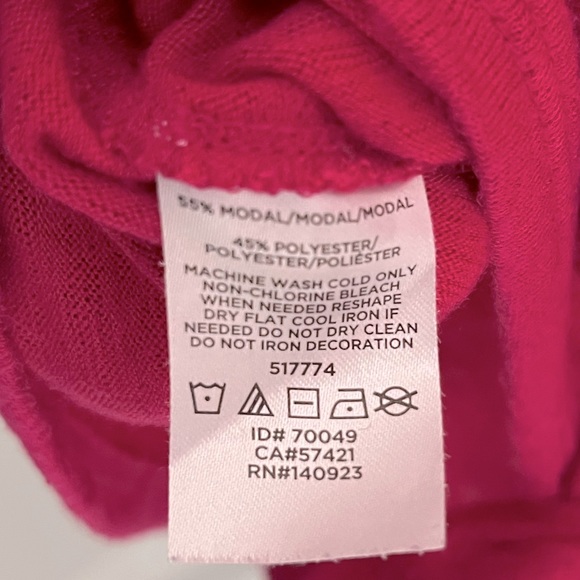 55% MODAL/MODAL/MODAL
45% POLYESTER/
POLYESTER/POLIÉSTER
MACHINE WASH COLD ONLY
NON-CHLORINE BLEACH
WHEN NEEDED RESHAPE
DRY FLAT COOL IRON IF
NEEDED DO NOT DRY CLEAN
DO NOT IRON DECORATION
517774
ID# 70049
CA#57421
RN#140923